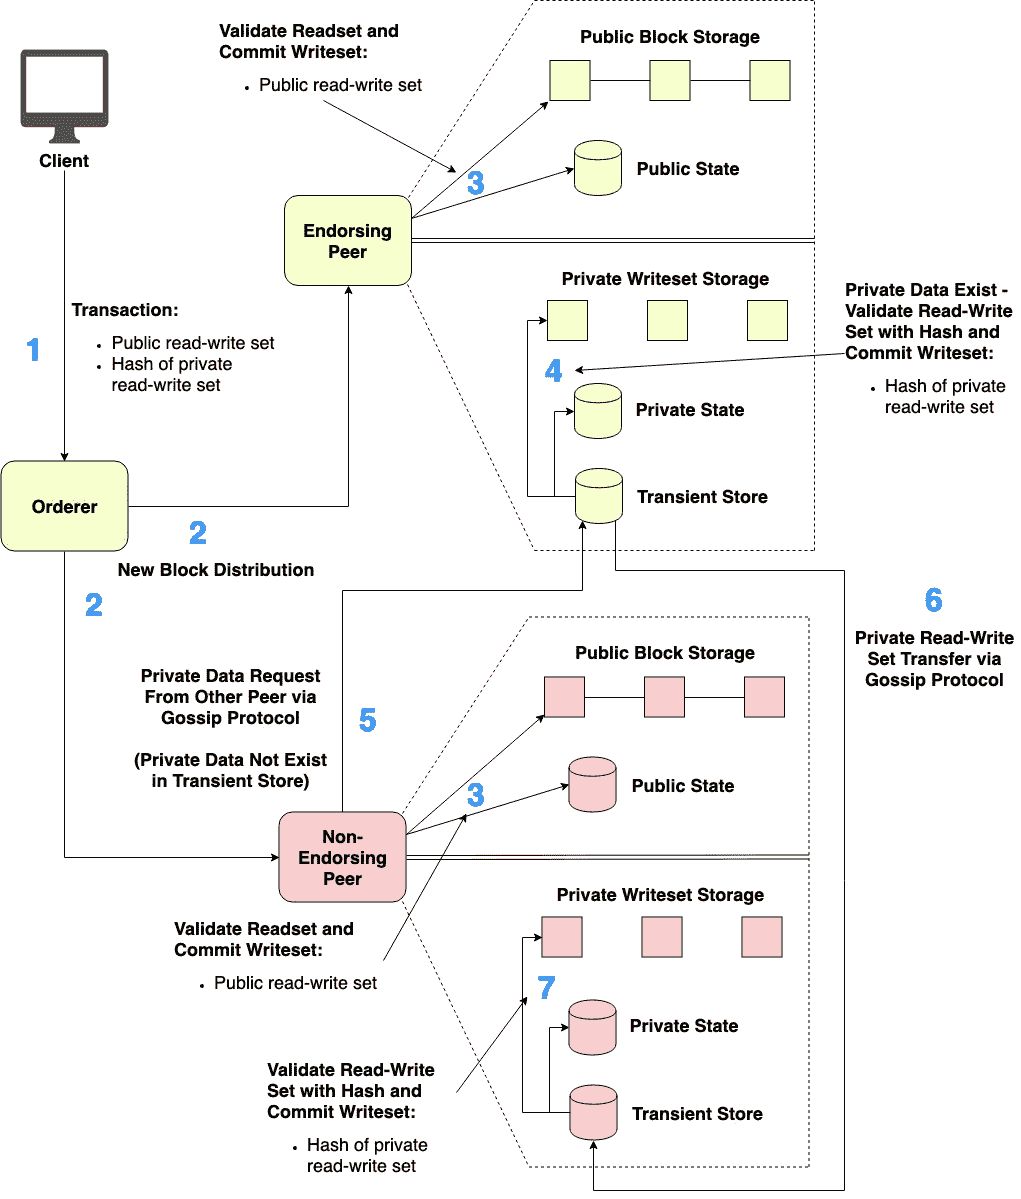 Validate Readset and
Commit Writeset:
• Public read-write set
Public Block Storage
Client
3
Public State
Endorsing
Peer
Private Writeset Storage
Private Data Exist -
Validate Read-Write
Set with Hash and
Commit Writeset:
• Hash of private
read-write set
Transaction:
1
• Public read-write set
• Hash of private
read-write set
4
Private State
Orderer
Transient Store
2
New Block Distribution
2
6
Private Read-Write
Set Transfer via
Gossip Protocol
Private Data Request
From Other Peer via
Gossip Protocol
5
(Private Data Not Exist
in Transient Store)
Public Block Storage
3
Public State
Non-
Endorsing
Peer
Private Writeset Storage
Validate Readset and
Commit Writeset:
• Public read-write set
7
Private State
Validate Read-Write
Set with Hash and
Commit Writeset:
• Hash of private
read-write set
Transient Store